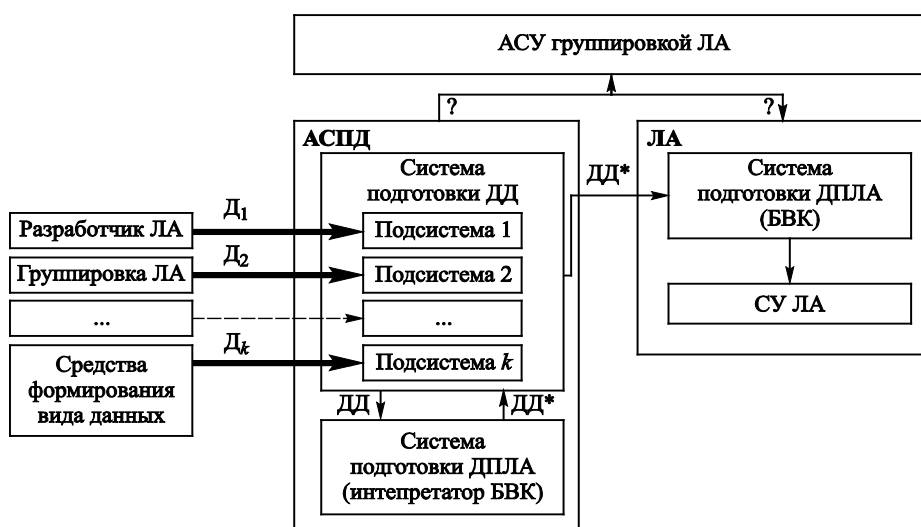 АСУ группировкой ЛА
?
?
АСПД
ЛА
Система
подготовки ДД
ДД*
Система
подготовки ДПЛА
(БВК)
Разработчик ЛА
Д1
Подсистема 1
Группировка ЛА
Д2
Подсистема 2
СУ ЛА
...
...
Средства
формирования
вида данных
Дk
Подсистема k
ДД
ДД*
Система
подготовки ДПЛА
(интепретатор БВК)